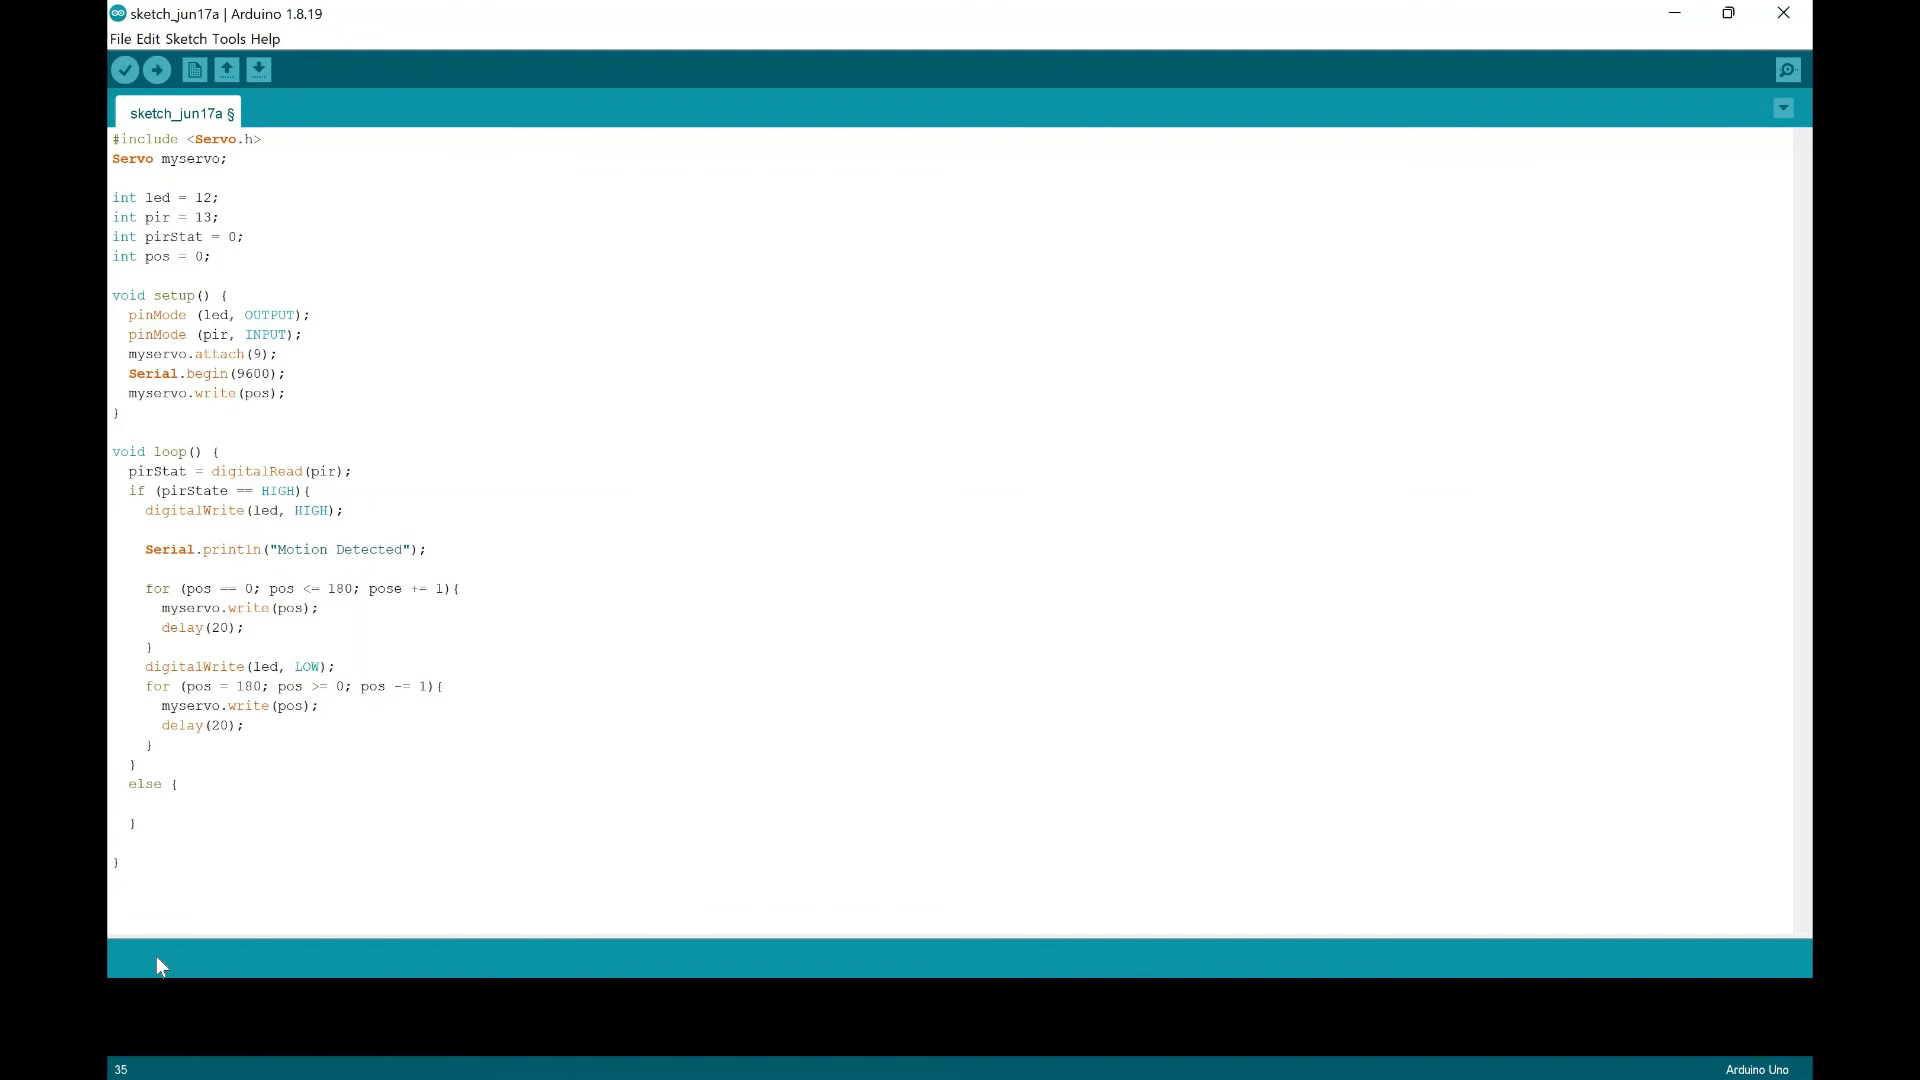 sketch_jun17a | Arduino 1.8.19
File Edit Sketch Tools Help
sketch_jun17a §
#include <Servo.h>
Servo myservo;
int led = 12;
int pir = 13;
int pirStat = 0;
int pos = 0;
void setup() {
pinMode (led, OUTPUT);
pinMode (pir, INPUT);
myservo.attach(9);
Serial.begin(9600);
myservo.write(pos);
}
void loop() {
pirStat = digitalRead(pir);
if (pirState == HIGH){
digitalWrite(led, HIGH);
Serial.println("Motion Detected");
for (pos == 0; pos <= 180; pose += 1){
myservo.write(pos);
delay(20);
}
digitalWrite(led, LOW);
for (pos = 180; pos >= 0; pos -= 1){
myservo.write(pos);
delay(20);
}
}
else {
}
}
35
Arduino Uno